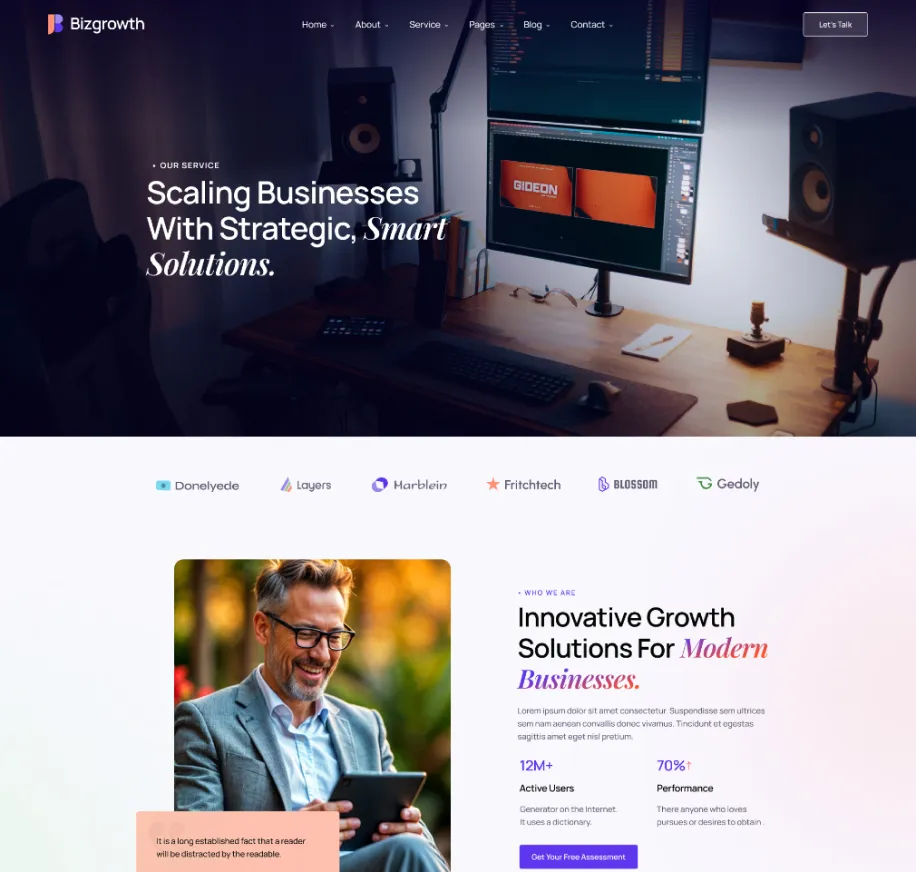 Bizgrowth
Home
About
Service
Pages
Blog
Contact
Let's Talk
• OUR SERVICE
Scaling Businesses
With Strategic, Smart
Solutions.
GIDEON
Donelyede
Layers
Harblein
Fritchtech
BLOSSOM
Gedoly
• WHO WE ARE
Innovative Growth
Solutions For Modern
Businesses.
Lorem ipsum dolor sit amet consectetur. Suspendisse sem ultrices
sem nam aenean convallis donec vivamus. Tincidunt et egestas
sagittis amet eget nisl pretium.
12M+
70%↑
Active Users
Performance
Generator on the Internet.
It uses a dictionary.
There anyone who loves
pursues or desires to obtain .
Get Your Free Assessment
It is a long established fact that a reader
will be distracted by the readable.